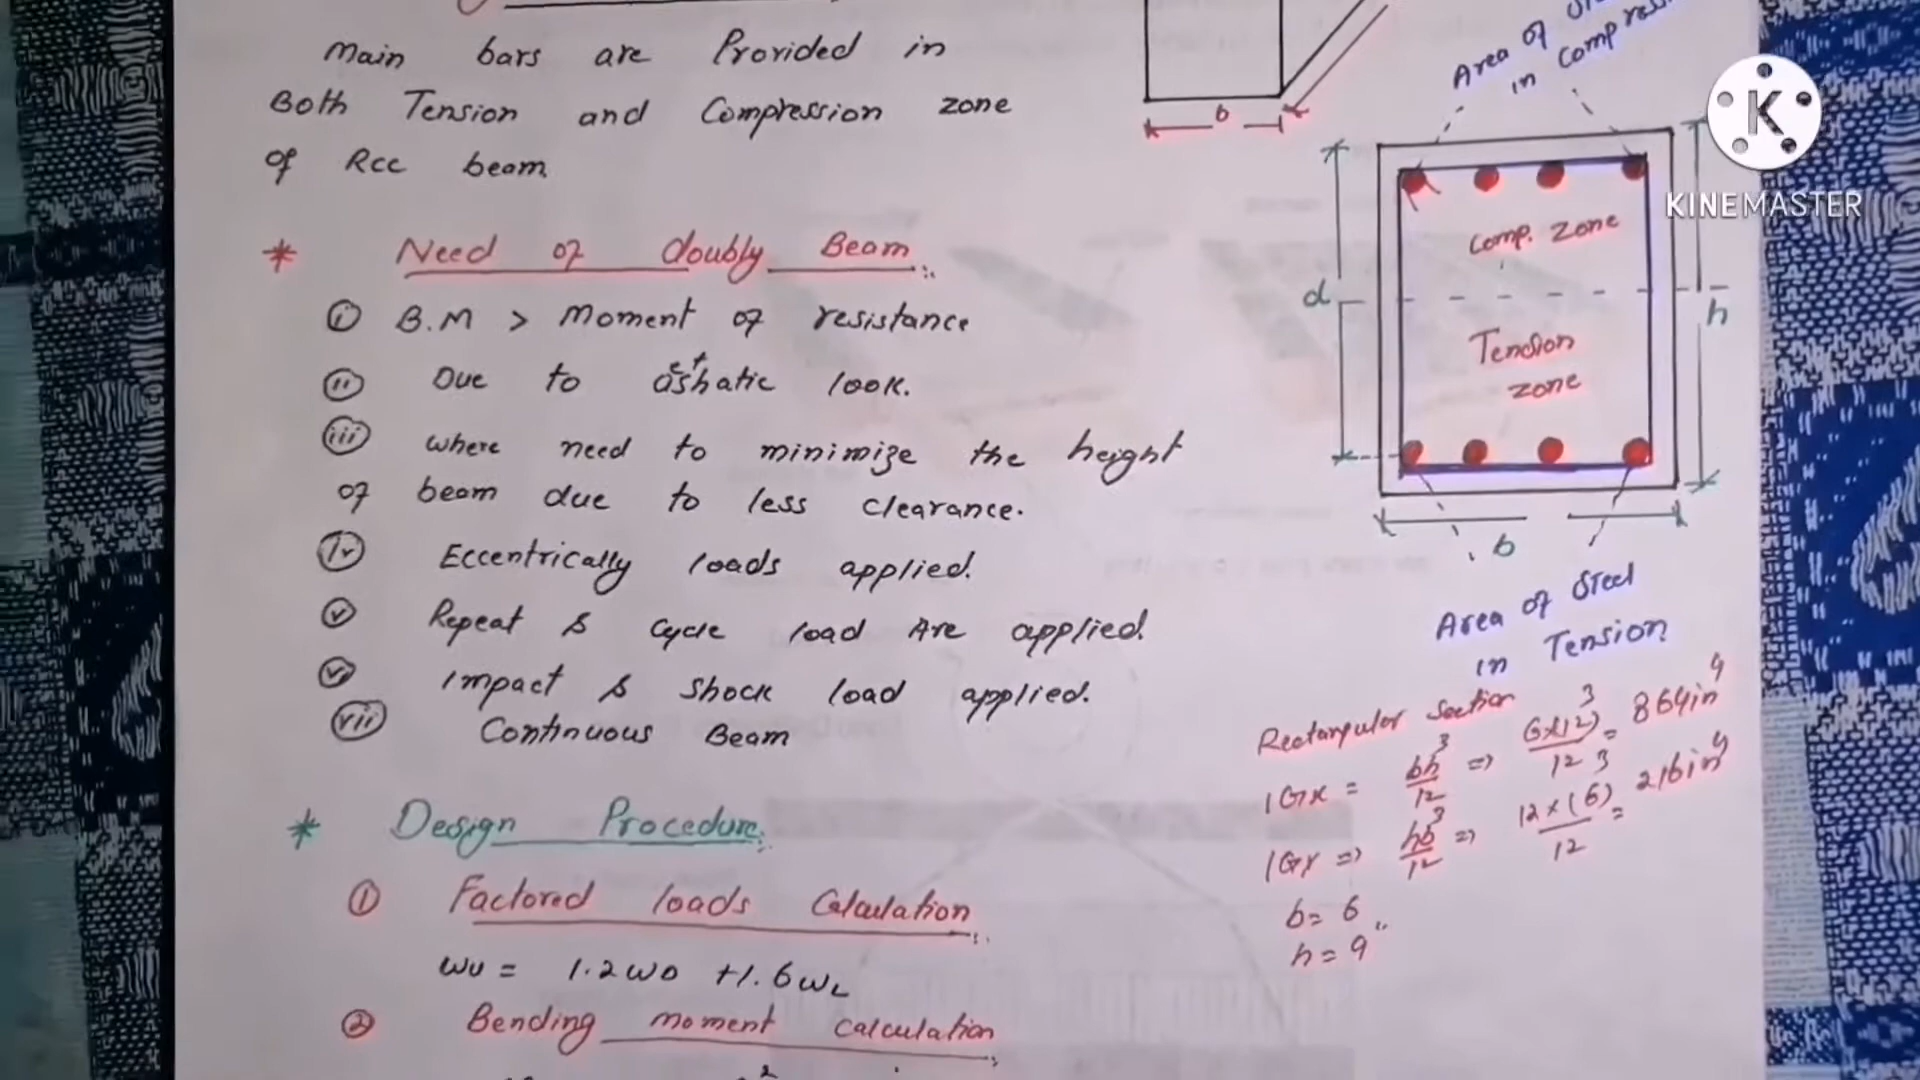 Main bars are Provided in
Both Tension and Compression zone
of Rcc beam.
* Need of doubly Beam
(i) B.M > Moment of resistance
(ii) Due to ashatic look.
et
(iii) where need to minimize the height
of beam due to less clearance.
(iv) Eccentrically loads applied.
(v) Repeat & Cycle load Are applied.
(v) Impact & Shock load applied.
(vii) Continuous Beam
* Design Procedure
① Factored loads Calculation
wu = 1.2wD + 1.6wL
② Bending moment calculation
2
b
Area of
in Compress
K
KINEMASTER
Comp. zone
d
h
Tension
zone
b
Area of Steel
in Tension
Rectangular Section
IGx = bh³/12 => 6x(12)³/12 = 864in⁴
IGY => hb³/12 => 12x(6)³/12 = 216in⁴
b= 6"
h= 9